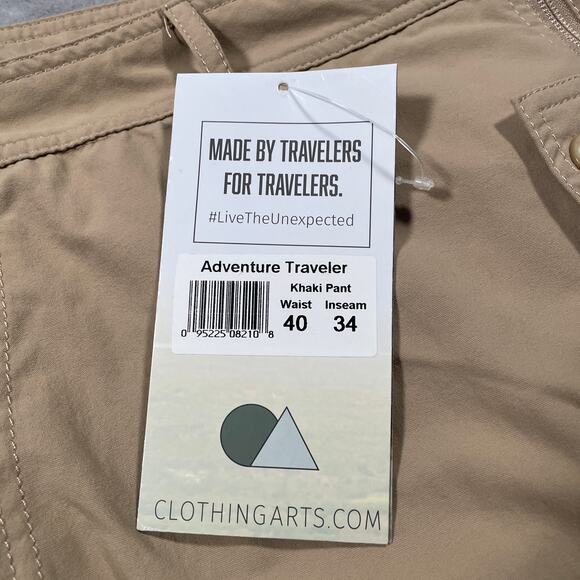 MADE BY TRAVELERS
FOR TRAVELERS.
#LiveTheUnexpected
Adventure Traveler
Khaki Pant
Waist Inseam
40 34
0 95225 08210 8
CLOTHINGARTS.COM